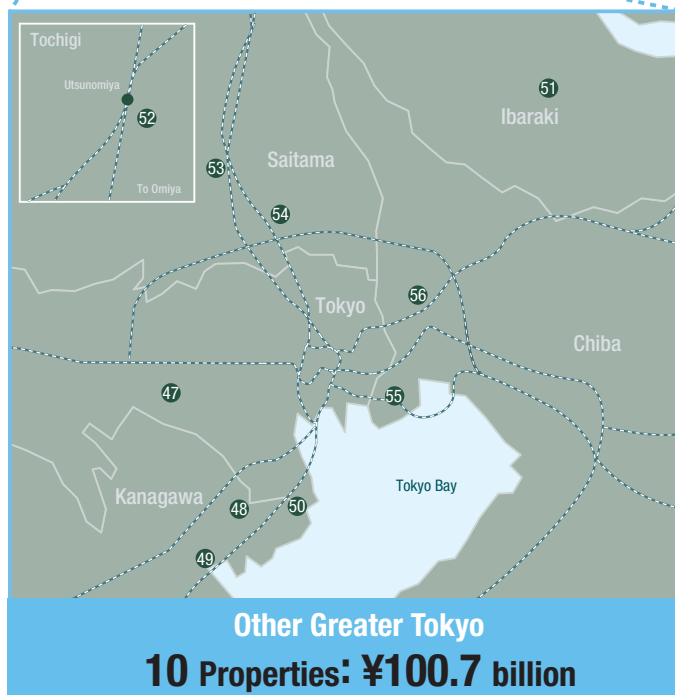 Tochigi
Utsunomiya
52
To Omiya
51
Ibaraki
Saitama
53
54
56
Tokyo
Chiba
47
55
Tokyo Bay
Kanagawa
48
50
49
Other Greater Tokyo
10 Properties: ¥100.7 billion